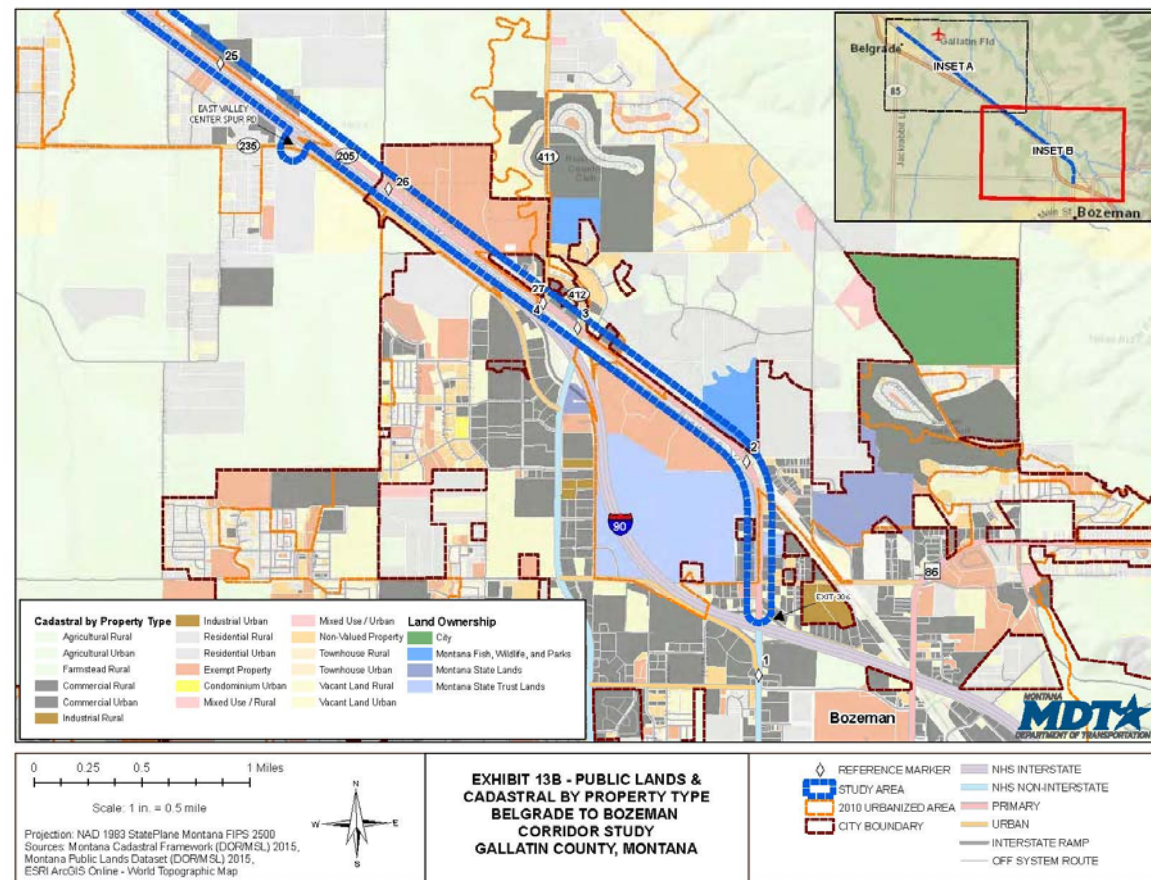 25
EAST VALLEY
CENTER SPUR RD
235
205
26
411
Country
Club
27
4
412
3
2
90
86
EXIT 306
1
Bozeman
Belgrade
Gallatin Fld
INSET A
85
Jackrabbit L
INSET B
Main St
Bozeman
Cadastral by Property Type
Agricultural Rural
Agricultural Urban
Farmstead Rural
Commercial Rural
Commercial Urban
Industrial Rural
Industrial Urban
Residential Rural
Residential Urban
Exempt Property
Condominium Urban
Mixed Use / Rural
Mixed Use / Urban
Non-Valued Property
Townhouse Rural
Townhouse Urban
Vacant Land Rural
Vacant Land Urban
Land Ownership
City
Montana Fish, Wildlife, and Parks
Montana State Lands
Montana State Trust Lands
MONTANA
MDT
DEPARTMENT OF TRANSPORTATION
0 0.25 0.5 1 Miles
Scale: 1 in. = 0.5 mile
Projection: NAD 1983 StatePlane Montana FIPS 2500
Sources: Montana Cadastral Framework (DOR/MSL) 2015,
Montana Public Lands Dataset (DOR/MSL) 2015,
ESRI ArcGIS Online - World Topographic Map
N
W E
S
EXHIBIT 13B - PUBLIC LANDS &
CADASTRAL BY PROPERTY TYPE
BELGRADE TO BOZEMAN
CORRIDOR STUDY
GALLATIN COUNTY, MONTANA
REFERENCE MARKER
STUDY AREA
2010 URBANIZED AREA
CITY BOUNDARY
NHS INTERSTATE
NHS NON-INTERSTATE
PRIMARY
URBAN
INTERSTATE RAMP
OFF SYSTEM ROUTE